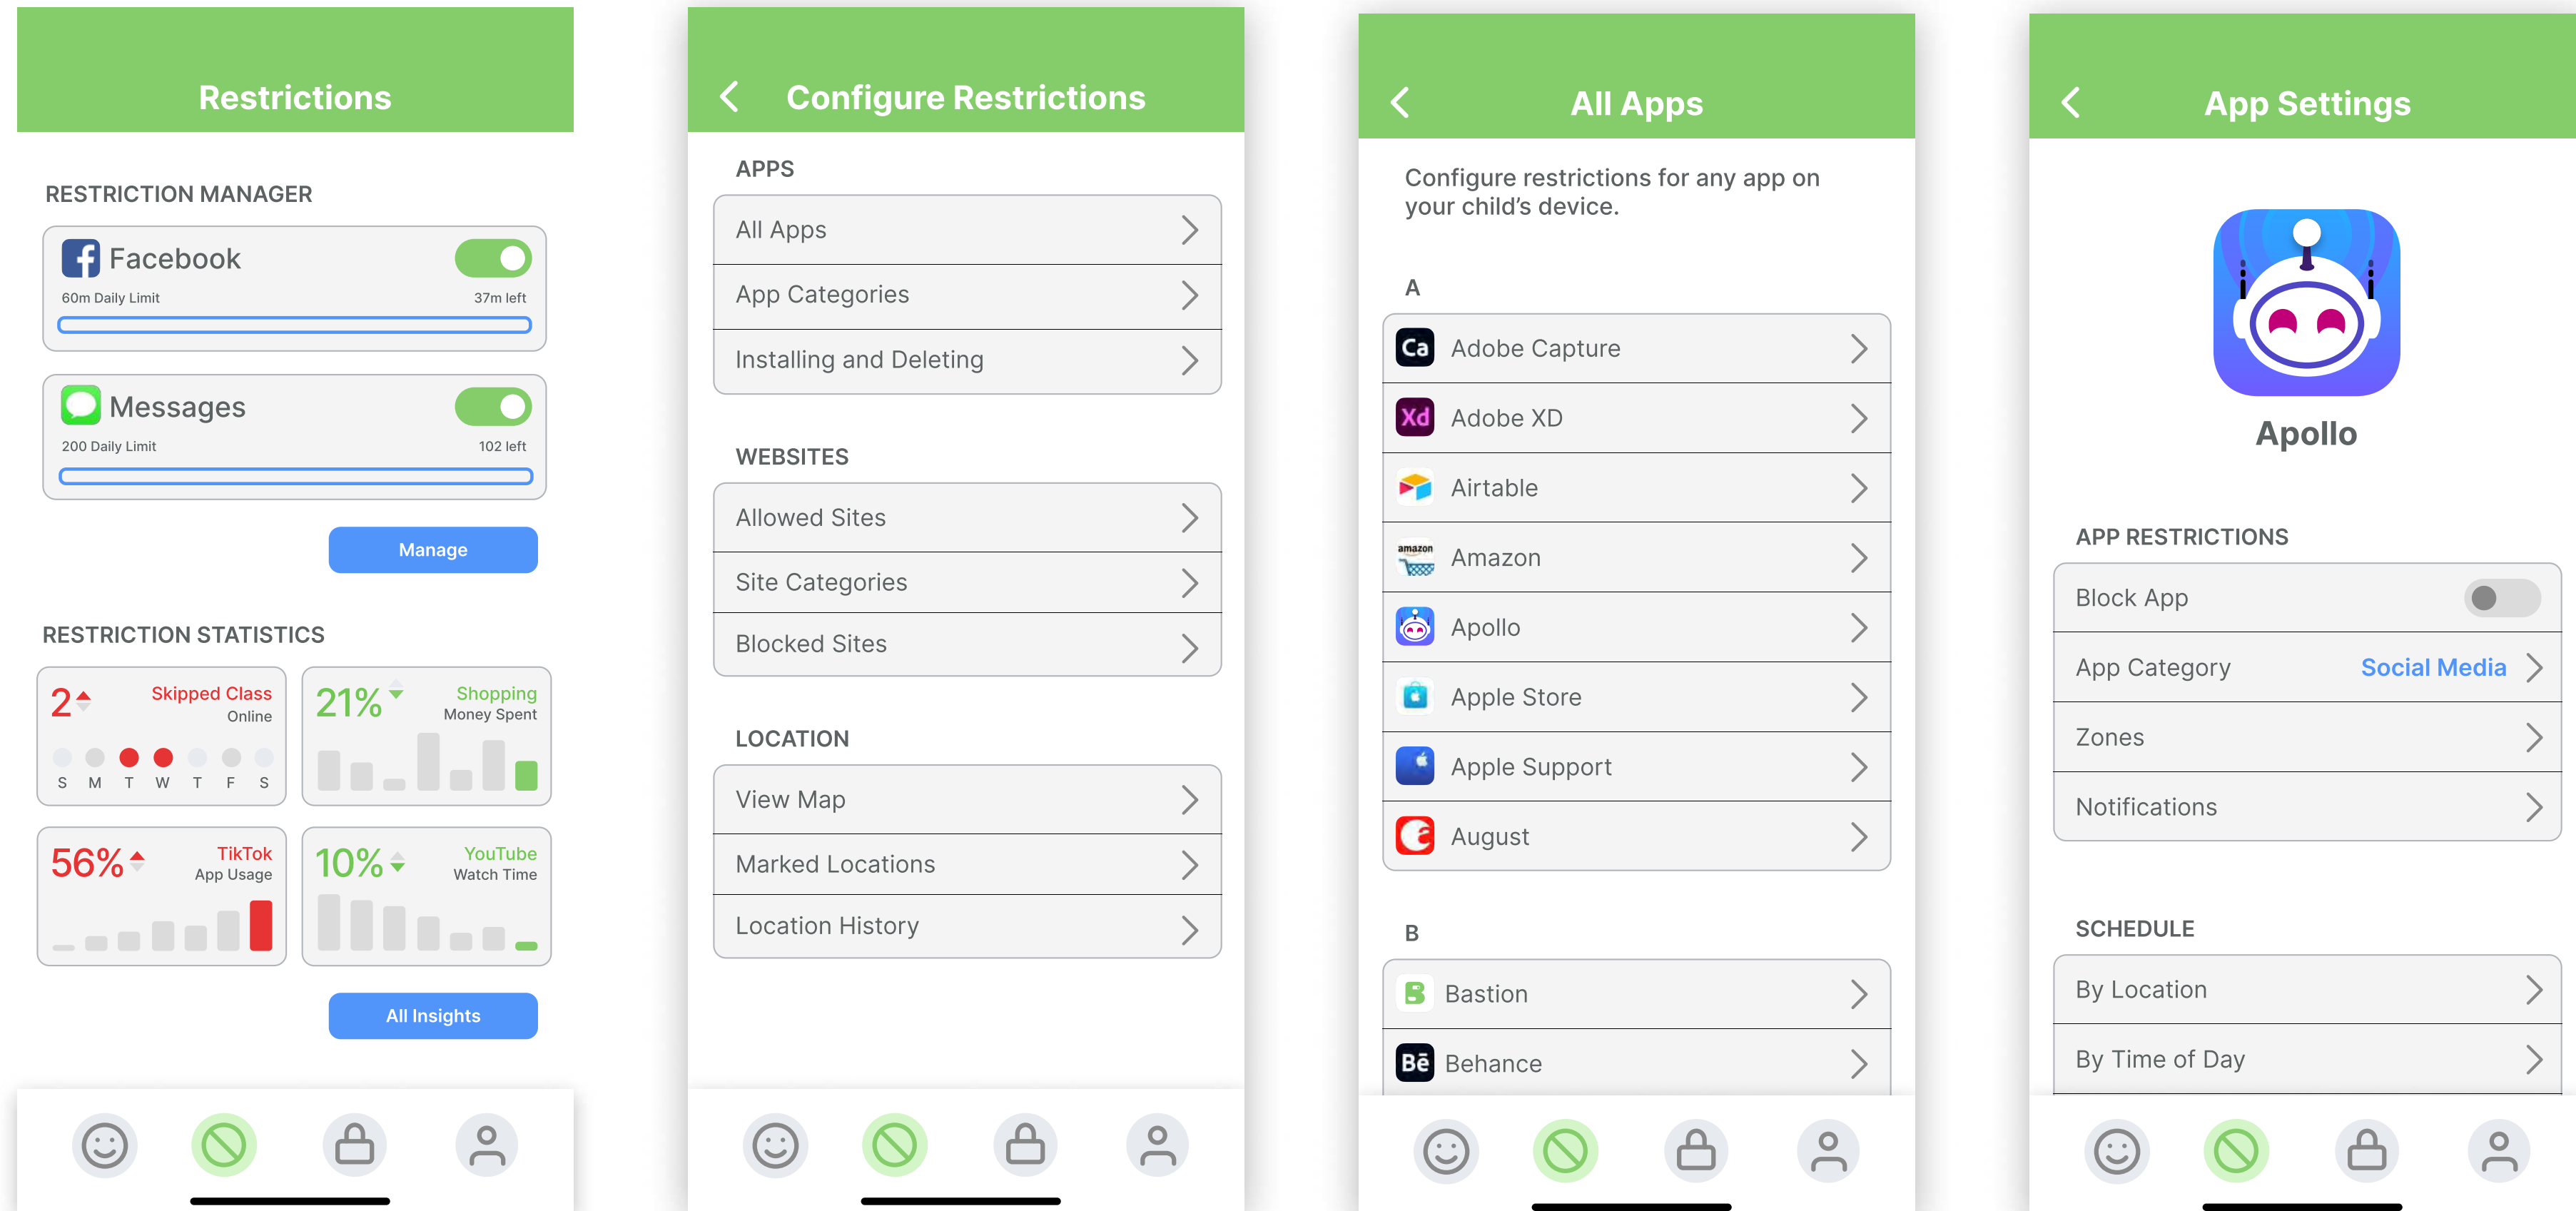 Restrictions
RESTRICTION MANAGER
Facebook
60m Daily Limit
37m left
Messages
200 Daily Limit
102 left
Manage
RESTRICTION STATISTICS
2
Skipped Class
Online
S M T W T F S
21%
Shopping
Money Spent
56%
TikTok
App Usage
10%
YouTube
Watch Time
All Insights
Configure Restrictions
APPS
All Apps
App Categories
Installing and Deleting
WEBSITES
Allowed Sites
Site Categories
Blocked Sites
LOCATION
View Map
Marked Locations
Location History
All Apps
Configure restrictions for any app on
your child’s device.
A
Ca Adobe Capture
Xd Adobe XD
Airtable
amazon Amazon
Apollo
Apple Store
Apple Support
August
B
B Bastion
Bē Behance
App Settings
Apollo
APP RESTRICTIONS
Block App
App Category Social Media
Zones
Notifications
SCHEDULE
By Location
By Time of Day